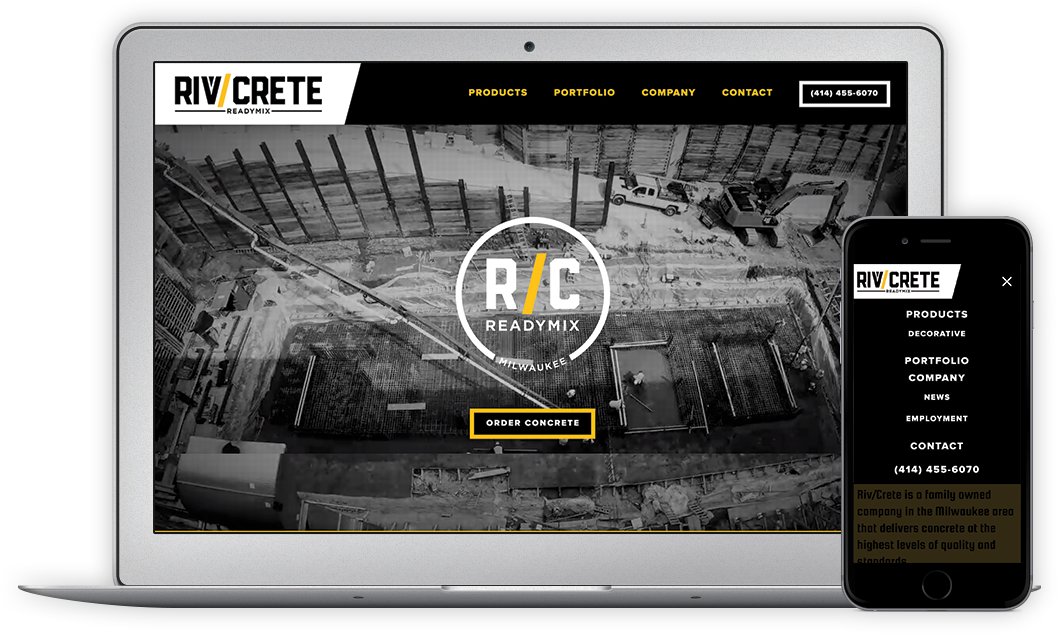 RIV/CRETE
READYMIX
PRODUCTS PORTFOLIO COMPANY CONTACT (414) 455-6070
R/C
READYMIX
MILWAUKEE
ORDER CONCRETE
RIV/CRETE
READYMIX
PRODUCTS
DECORATIVE
PORTFOLIO
COMPANY
NEWS
EMPLOYMENT
CONTACT
(414) 455-6070
Riv/Crete is a family owned
company in the Milwaukee area
that delivers concrete at the
highest levels of quality and
standards